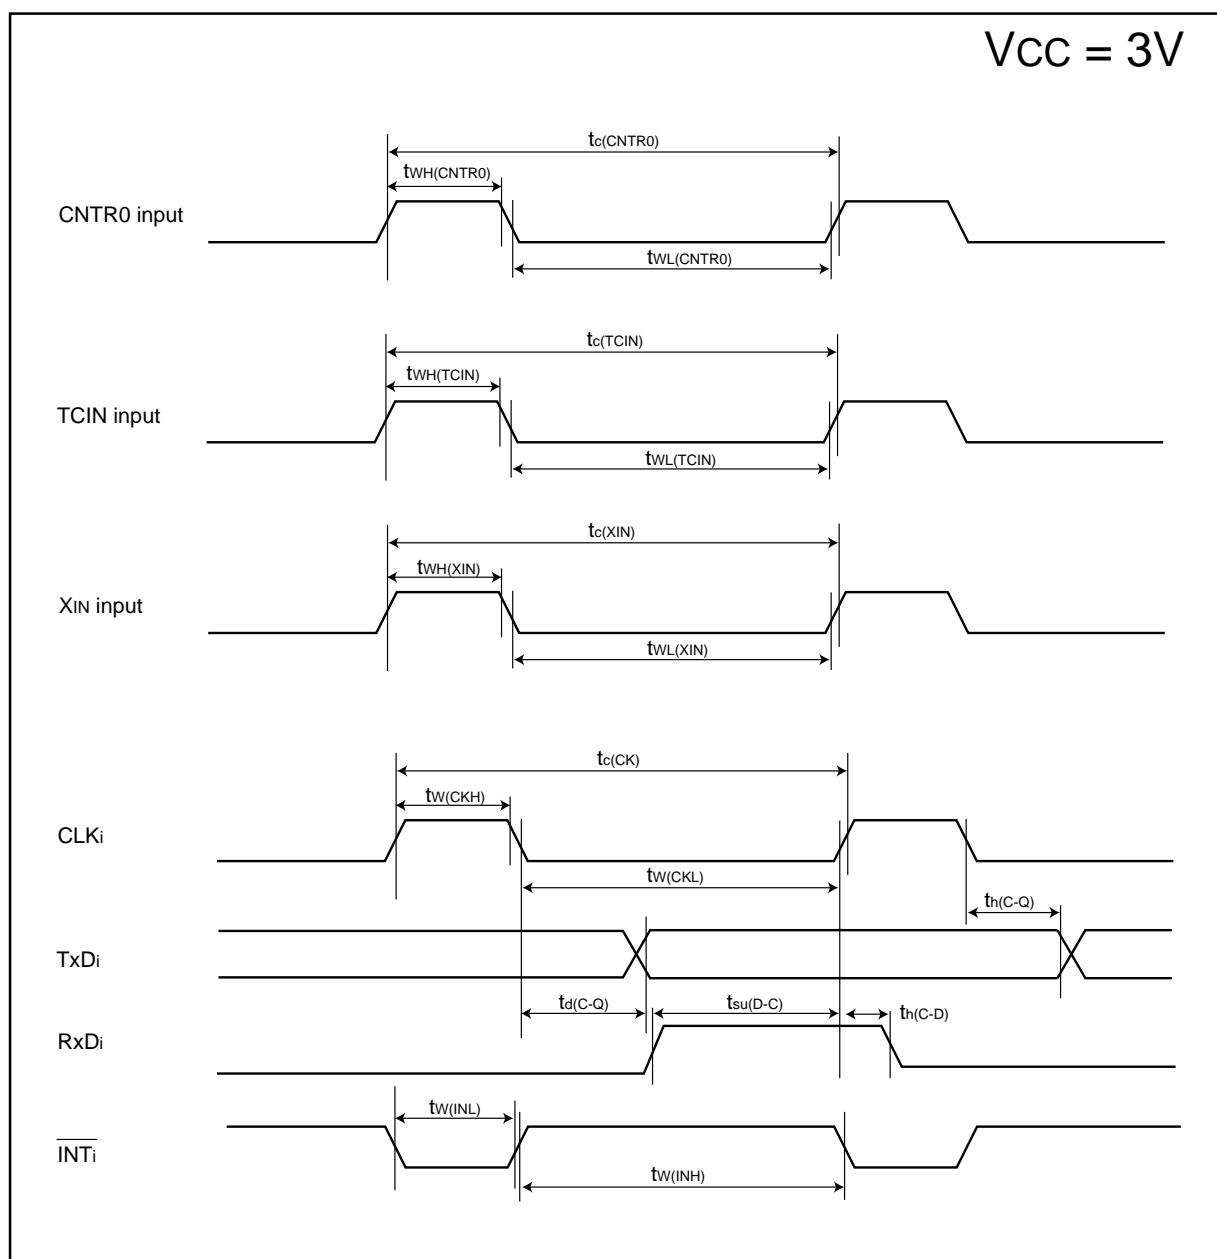 VCC = 3V
tc(CNTR0)
tWH(CNTR0)
CNTR0 input
tWL(CNTR0)
tc(TCIN)
tWH(TCIN)
TCIN input
tWL(TCIN)
tc(XIN)
tWH(XIN)
XIN input
tWL(XIN)
tc(CK)
tW(CKH)
CLKi
tW(CKL)
th(C-Q)
TxDi
td(C-Q)
tsu(D-C)
th(C-D)
RxDi
tW(INL)
INTi
tW(INH)